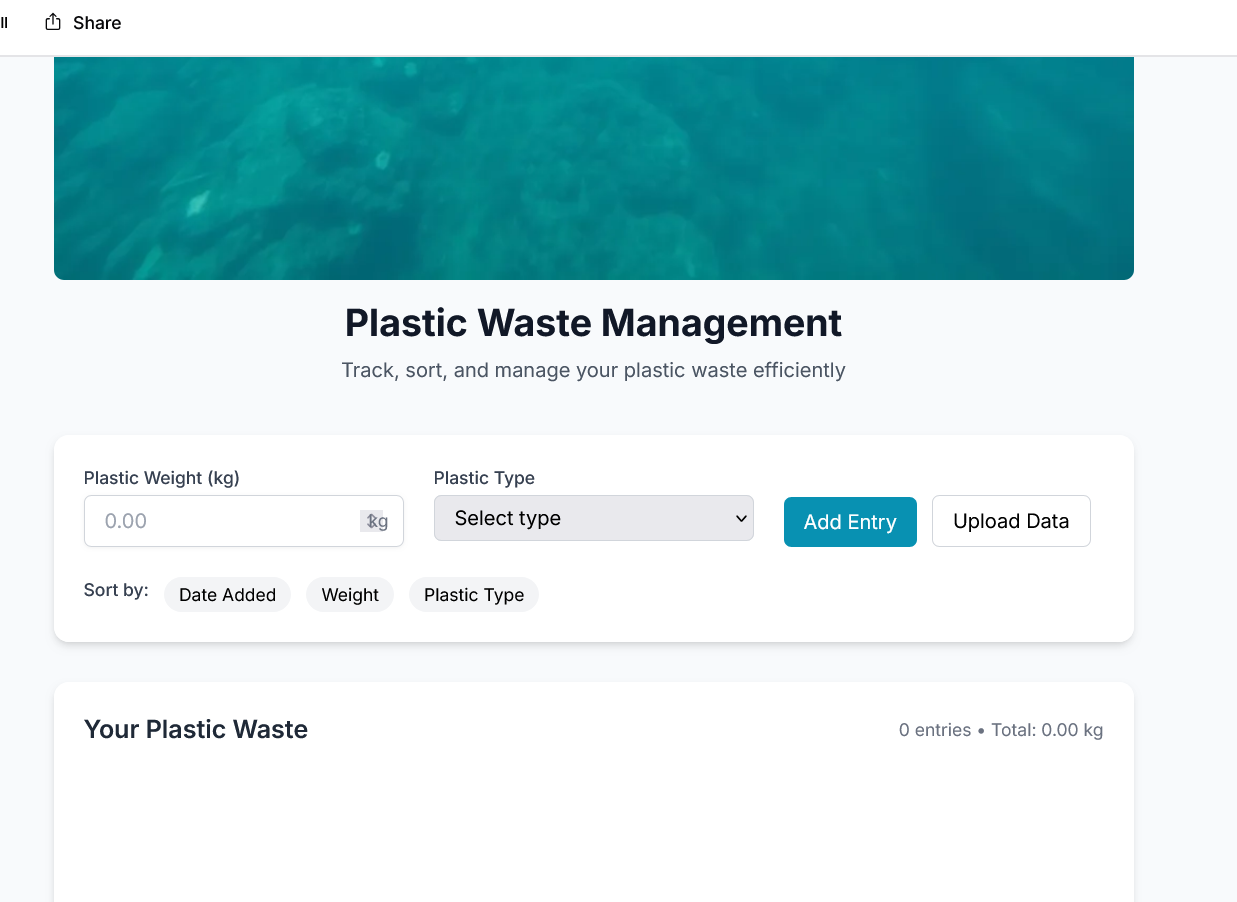 Share
Plastic Waste Management
Track, sort, and manage your plastic waste efficiently
Plastic Weight (kg)
Plastic Type
0.00 kg
Select type
Add Entry
Upload Data
Sort by: Date Added Weight Plastic Type
Your Plastic Waste
0 entries • Total: 0.00 kg